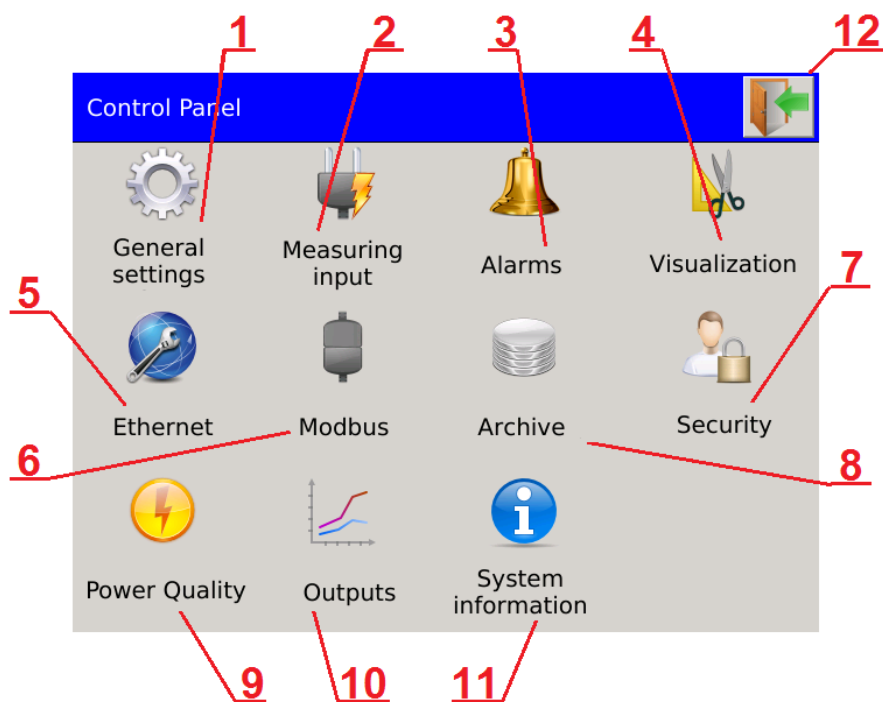 1 2 3 4 12
Control Panel
General Measuring Alarms Visualization
settings input
5 7
Ethernet Modbus Archive Security
6 8
Power Quality Outputs System
information
9 10 11